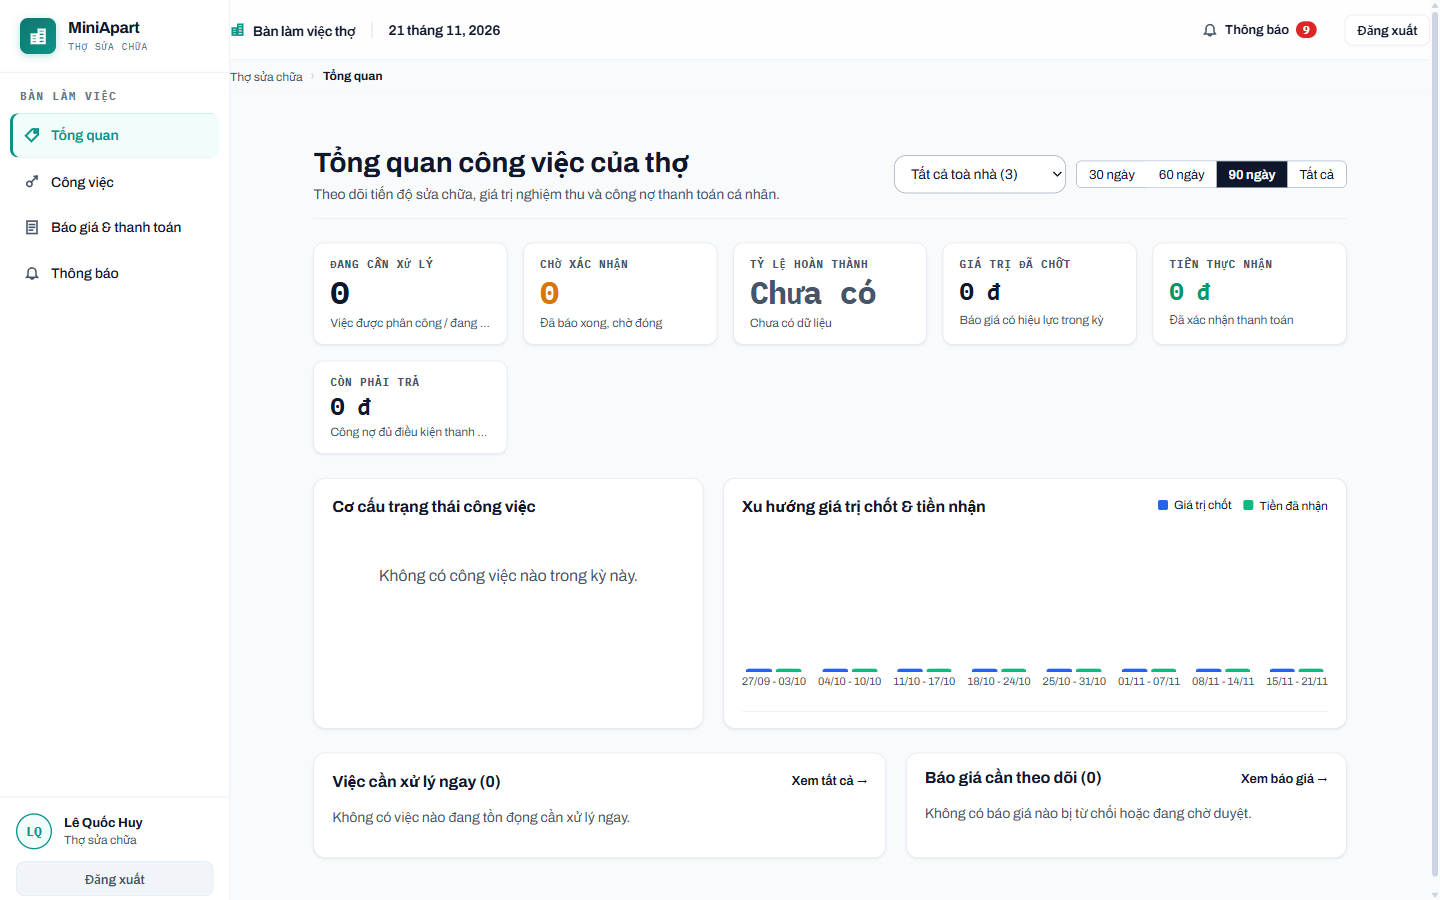 MiniApart
THỢ SỬA CHỮA
BÀN LÀM VIỆC
Tổng quan
Công việc
Báo giá & thanh toán
Thông báo
LQ
Lê Quốc Huy
Thợ sửa chữa
Đăng xuất
Bàn làm việc thợ
21 tháng 11, 2026
Thông báo 9
Đăng xuất
Thợ sửa chữa › Tổng quan
Tổng quan công việc của thợ
Theo dõi tiến độ sửa chữa, giá trị nghiệm thu và công nợ thanh toán cá nhân.
Tất cả toà nhà (3)
30 ngày 60 ngày 90 ngày Tất cả
ĐANG CẦN XỬ LÝ
0
Việc được phân công / đang ...
CHỜ XÁC NHẬN
0
Đã báo xong, chờ đóng
TỶ LỆ HOÀN THÀNH
Chưa có
Chưa có dữ liệu
GIÁ TRỊ ĐÃ CHỐT
0 đ
Báo giá có hiệu lực trong kỳ
TIỀN THỰC NHẬN
0 đ
Đã xác nhận thanh toán
CÒN PHẢI TRẢ
0 đ
Công nợ đủ điều kiện thanh ...
Cơ cấu trạng thái công việc
Không có công việc nào trong kỳ này.
Xu hướng giá trị chốt & tiền nhận
Giá trị chốt Tiền đã nhận
27/09 - 03/10 04/10 - 10/10 11/10 - 17/10 18/10 - 24/10 25/10 - 31/10 01/11 - 07/11 08/11 - 14/11 15/11 - 21/11
Việc cần xử lý ngay (0)
Xem tất cả →
Không có việc nào đang tồn đọng cần xử lý ngay.
Báo giá cần theo dõi (0)
Xem báo giá →
Không có báo giá nào bị từ chối hoặc đang chờ duyệt.